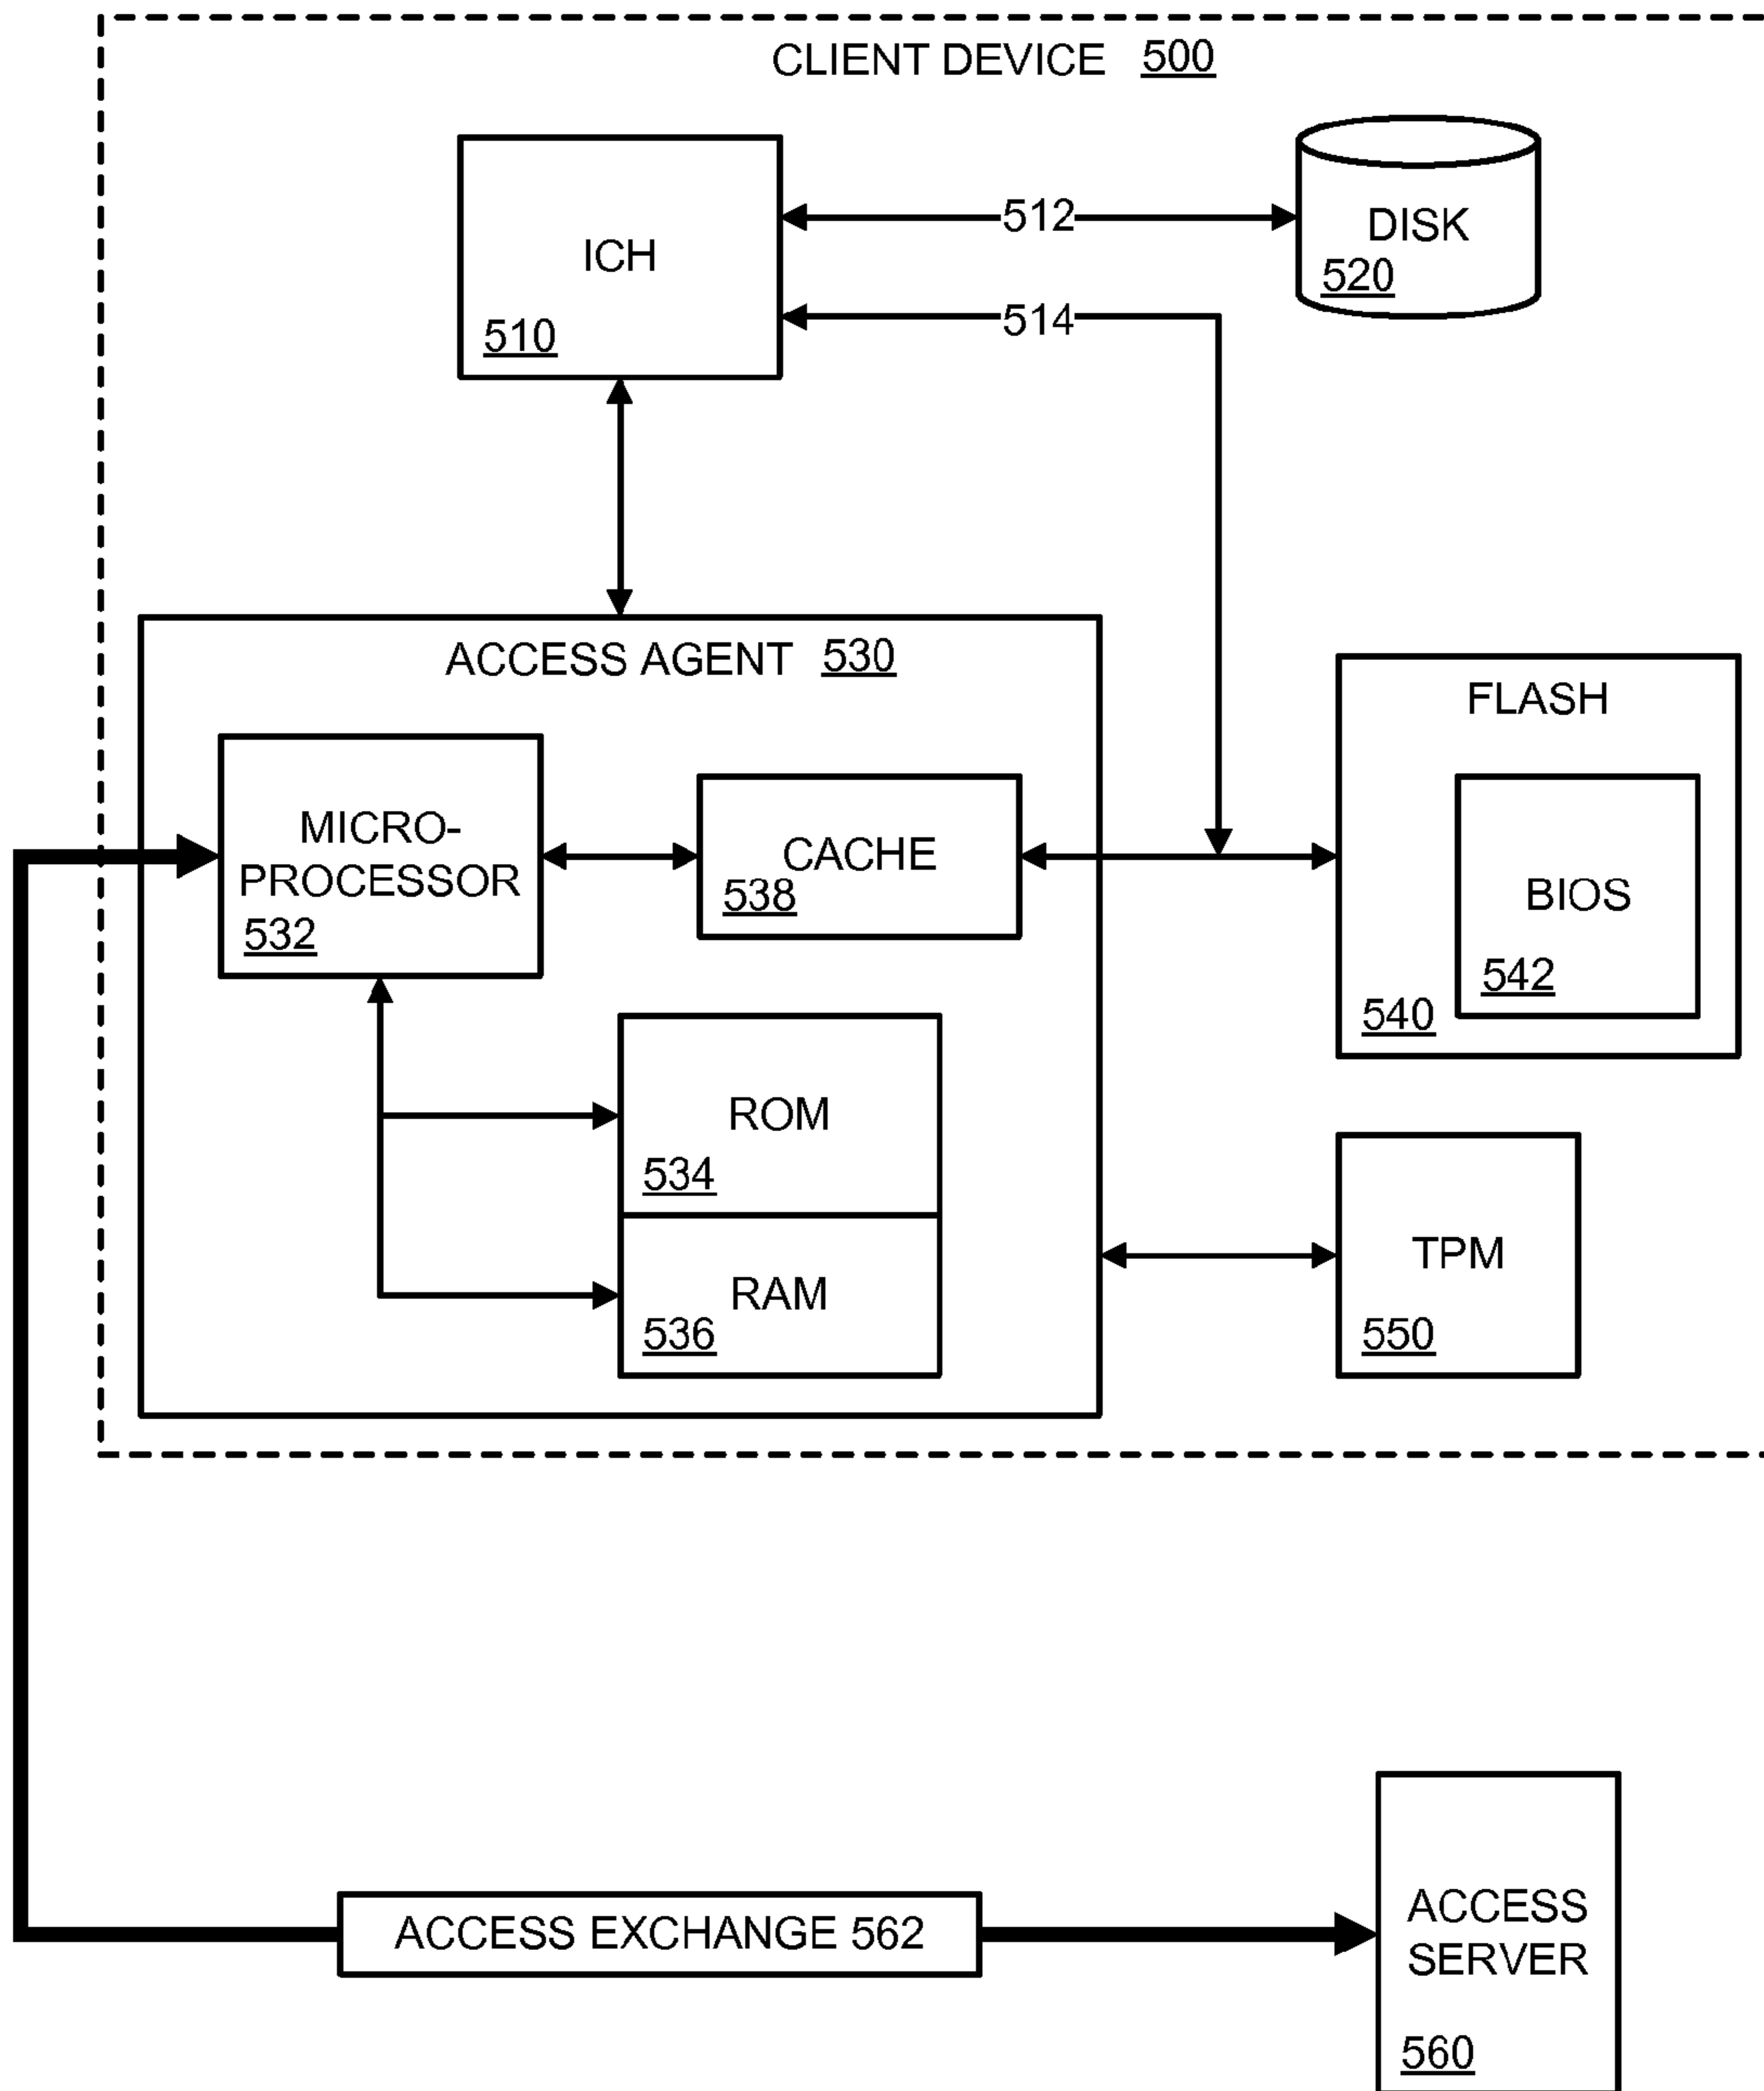 CLIENT DEVICE 500
ICH
510
512
514
DISK
520
ACCESS AGENT 530
MICRO-
PROCESSOR
532
CACHE
538
FLASH
BIOS
542
540
ROM
534
RAM
536
TPM
550
ACCESS EXCHANGE 562
ACCESS
SERVER
560